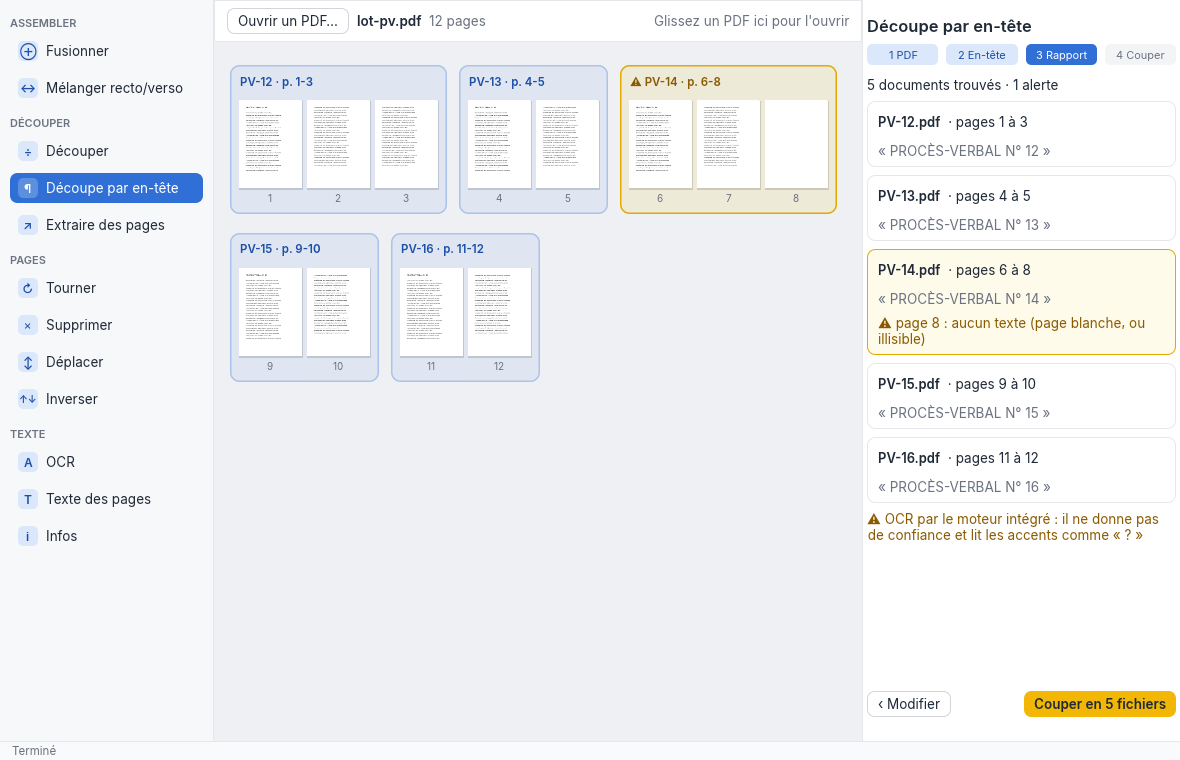 ASSEMBLER
Fusionner
Mélanger recto/verso
DÉCOUPER
Découper
¶ Découpe par en-tête
Extraire des pages
PAGES
Tourner
Supprimer
Déplacer
Inverser
TEXTE
A OCR
T Texte des pages
i Infos
Ouvrir un PDF... lot-pv.pdf 12 pages Glissez un PDF ici pour l'ouvrir
PV-12 · p. 1-3
1 2 3
PV-13 · p. 4-5
4 5
⚠ PV-14 · p. 6-8
6 7 8
PV-15 · p. 9-10
9 10
PV-16 · p. 11-12
11 12
Découpe par en-tête
1 PDF 2 En-tête 3 Rapport 4 Couper
5 documents trouvés · 1 alerte
PV-12.pdf · pages 1 à 3
« PROCÈS-VERBAL N° 12 »
PV-13.pdf · pages 4 à 5
« PROCÈS-VERBAL N° 13 »
PV-14.pdf · pages 6 à 8
« PROCÈS-VERBAL N° 14 »
⚠ page 8 : aucun texte (page blanche, ou
illisible)
PV-15.pdf · pages 9 à 10
« PROCÈS-VERBAL N° 15 »
PV-16.pdf · pages 11 à 12
« PROCÈS-VERBAL N° 16 »
⚠ OCR par le moteur intégré : il ne donne pas
de confiance et lit les accents comme « ? »
‹ Modifier
Couper en 5 fichiers
Terminé